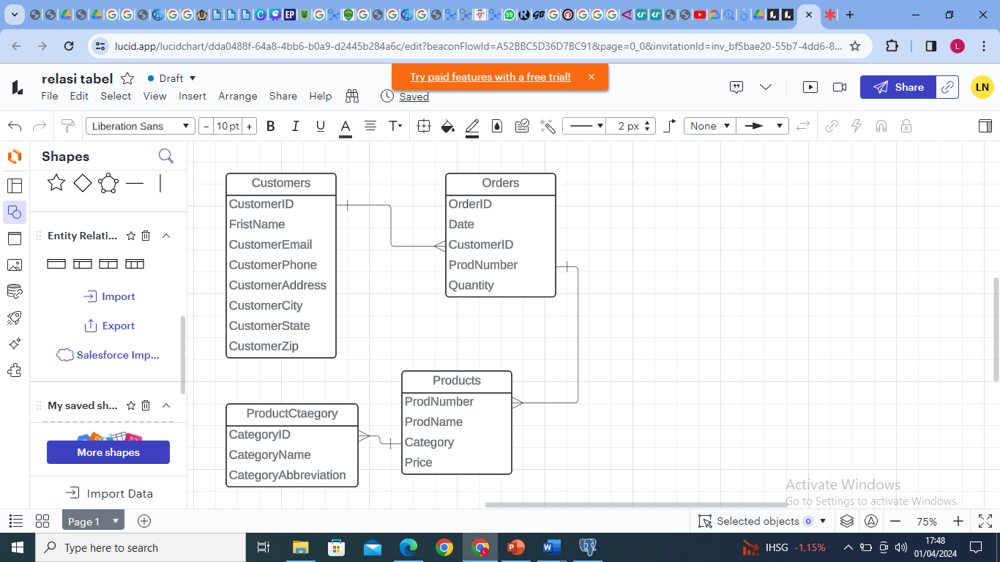 lucid.app/lucidchart/dda0488f-64a8-4bb6-b0a9-d2445b284a6c/edit?beaconFlowId=A52BBC5D36D7BC91&page=0_0&invitationId=inv_bf5bae20-55b7-4dd6-8...
L
relasi tabel
Draft
Try paid features with a free trial!
File Edit Select View Insert Arrange Share Help
Saved
Share
LN
Liberation Sans
10 pt
B I U A T
2 px
None
Shapes
Entity Relati...
Import
Export
Salesforce Imp...
My saved sh...
More shapes
Import Data
Customers
CustomerID
FristName
CustomerEmail
CustomerPhone
CustomerAddress
CustomerCity
CustomerState
CustomerZip
Orders
OrderID
Date
CustomerID
ProdNumber
Quantity
ProductCtaegory
CategoryID
CategoryName
CategoryAbbreviation
Products
ProdNumber
ProdName
Category
Price
Activate Windows
Go to Settings to activate Windows.
Page 1
Selected objects 0
75%
Type here to search
IHSG -1,15%
17:48
01/04/2024